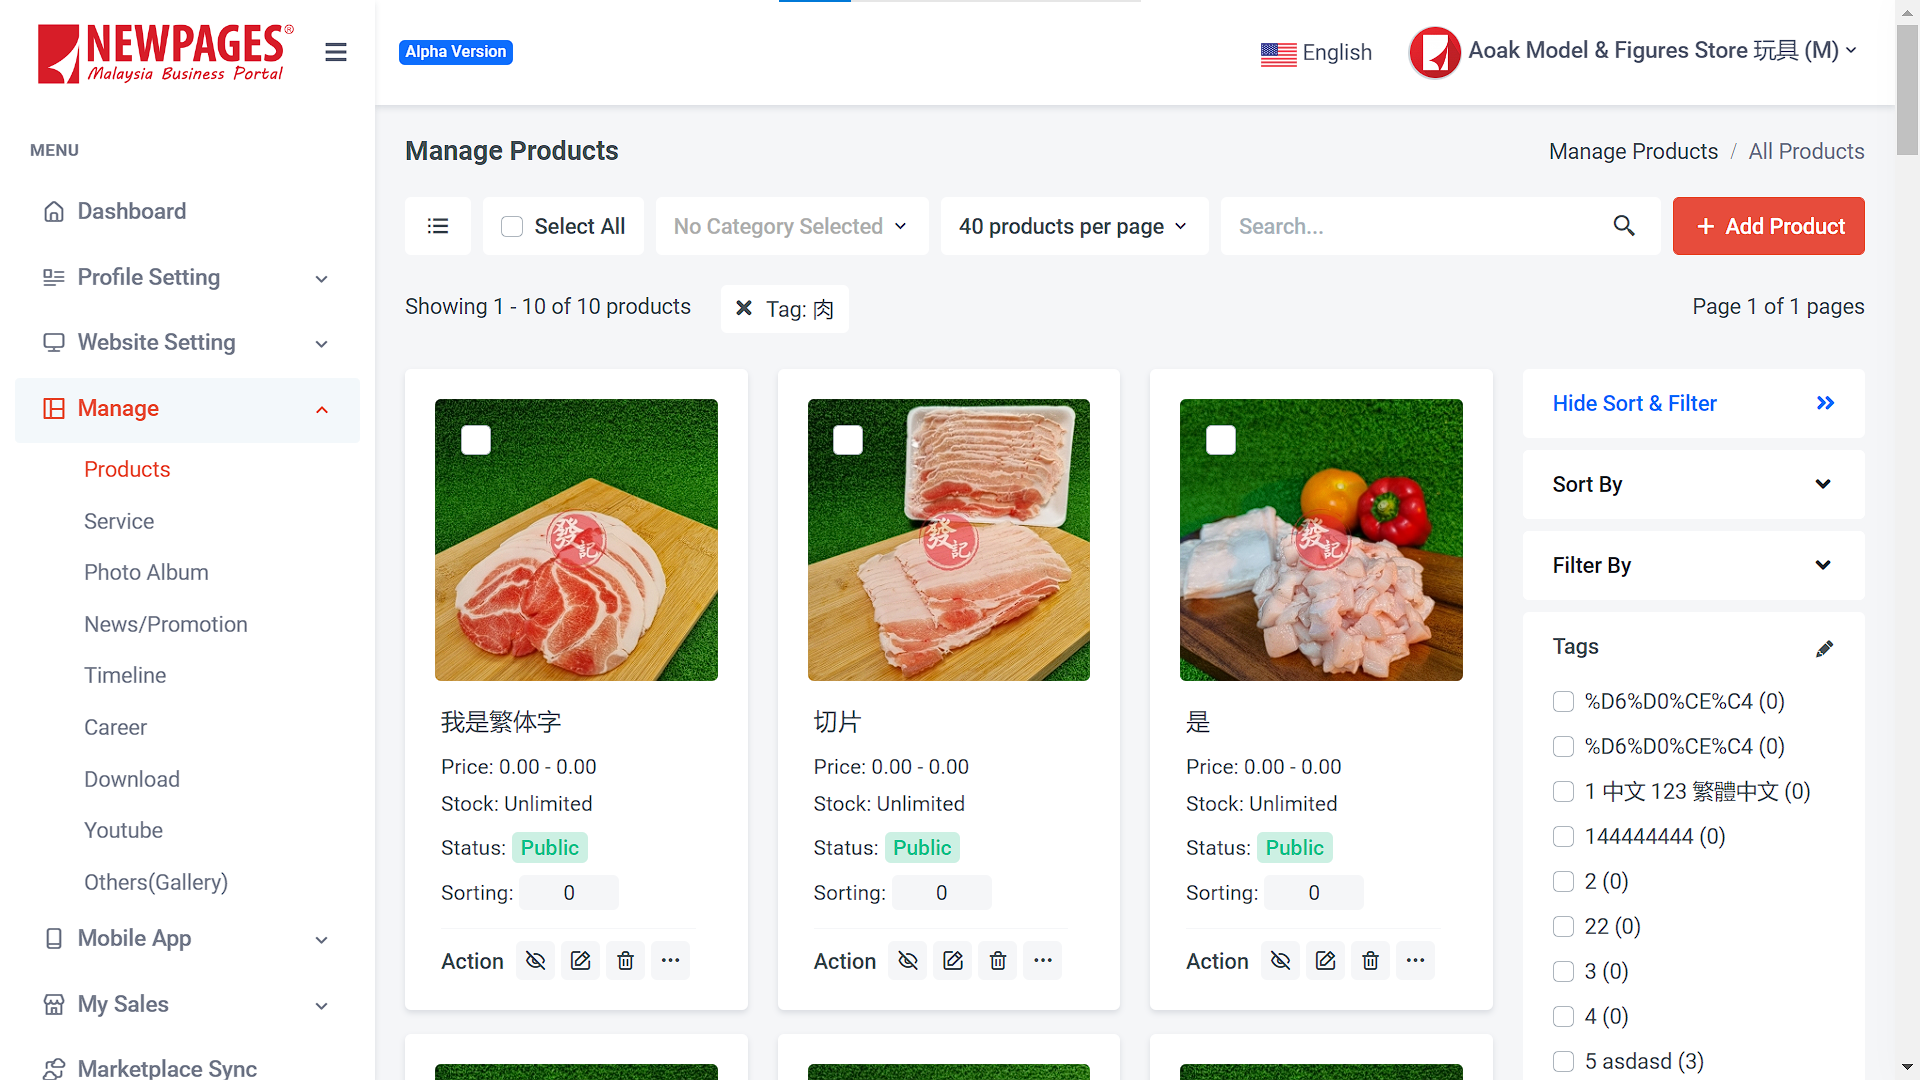 NEWPAGES®
Malaysia Business Portal
Alpha Version
English
Aoak Model & Figures Store 玩具 (M)
MENU
Dashboard
Profile Setting
Website Setting
Manage
Products
Service
Photo Album
News/Promotion
Timeline
Career
Download
Youtube
Others(Gallery)
Mobile App
My Sales
Marketplace Sync
Manage Products
Manage Products / All Products
Select All
No Category Selected
40 products per page
Search...
+ Add Product
Showing 1 - 10 of 10 products
Tag: 肉
Page 1 of 1 pages
發記
我是繁体字
Price: 0.00 - 0.00
Stock: Unlimited
Status: Public
Sorting: 0
Action
發記
切片
Price: 0.00 - 0.00
Stock: Unlimited
Status: Public
Sorting: 0
Action
發記
是
Price: 0.00 - 0.00
Stock: Unlimited
Status: Public
Sorting: 0
Action
Hide Sort & Filter
Sort By
Filter By
Tags
%D6%D0%CE%C4 (0)
%D6%D0%CE%C4 (0)
1 中文 123 繁體中文 (0)
144444444 (0)
2 (0)
22 (0)
3 (0)
4 (0)
5 asdasd (3)